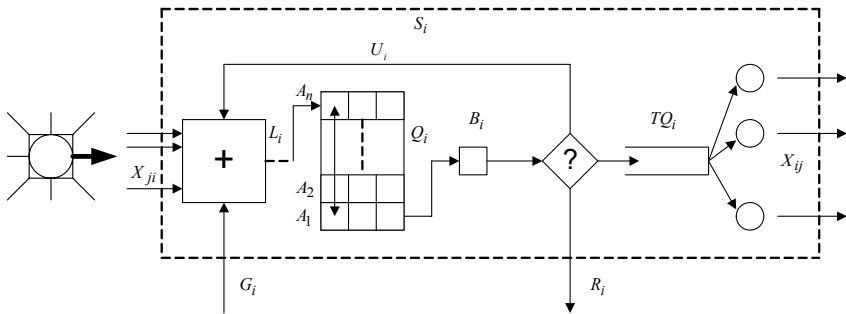 S_i
U_i
A_n
L_i
Q_i
B_i
TQ_i
+
?
X_ji
X_ij
A_2
A_1
G_i
R_i